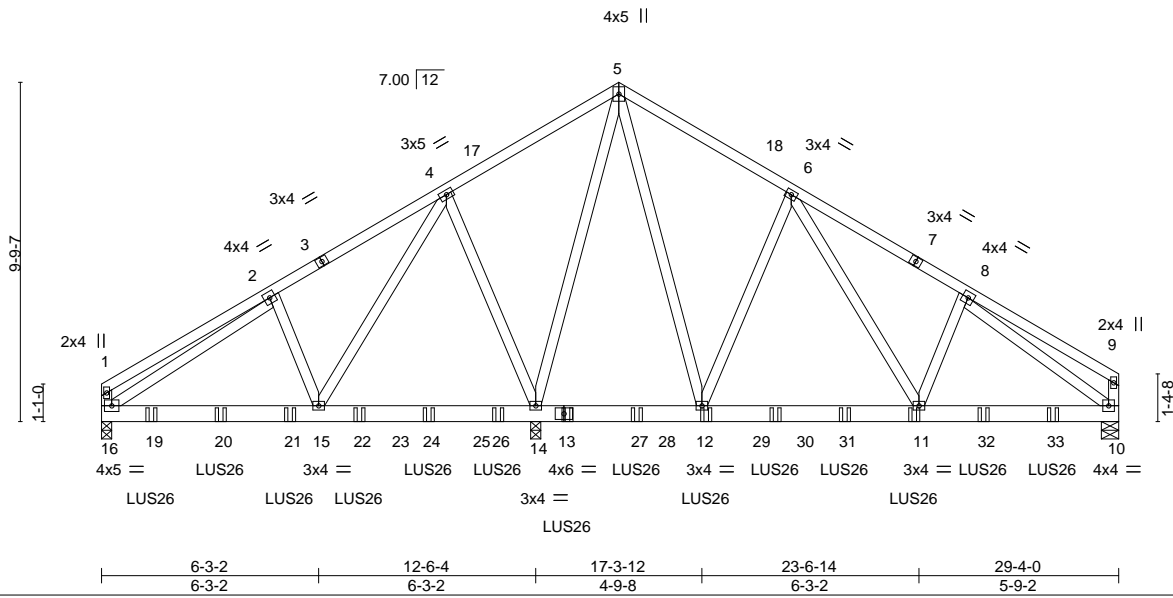 4x5 ||
5
7.00 12
3x5 =
17
4
18
3x4 =
6
3x4 =
3
3x4 =
7
4x4 =
2
4x4 =
8
9-9-7
2x4 ||
1
2x4 ||
9
1-1-0
1-4-8
16 19 20 21 15 22 23 24 25 26 14 13 27 28 12 29 30 31 11 32 33 10
4x5 = LUS26 3x4 = LUS26 LUS26 4x6 = LUS26 3x4 = LUS26 LUS26 3x4 = LUS26 LUS26 4x4 =
LUS26 LUS26 LUS26 3x4 = LUS26 LUS26
LUS26
6-3-2 12-6-4 17-3-12 23-6-14 29-4-0
6-3-2 6-3-2 4-9-8 6-3-2 5-9-2